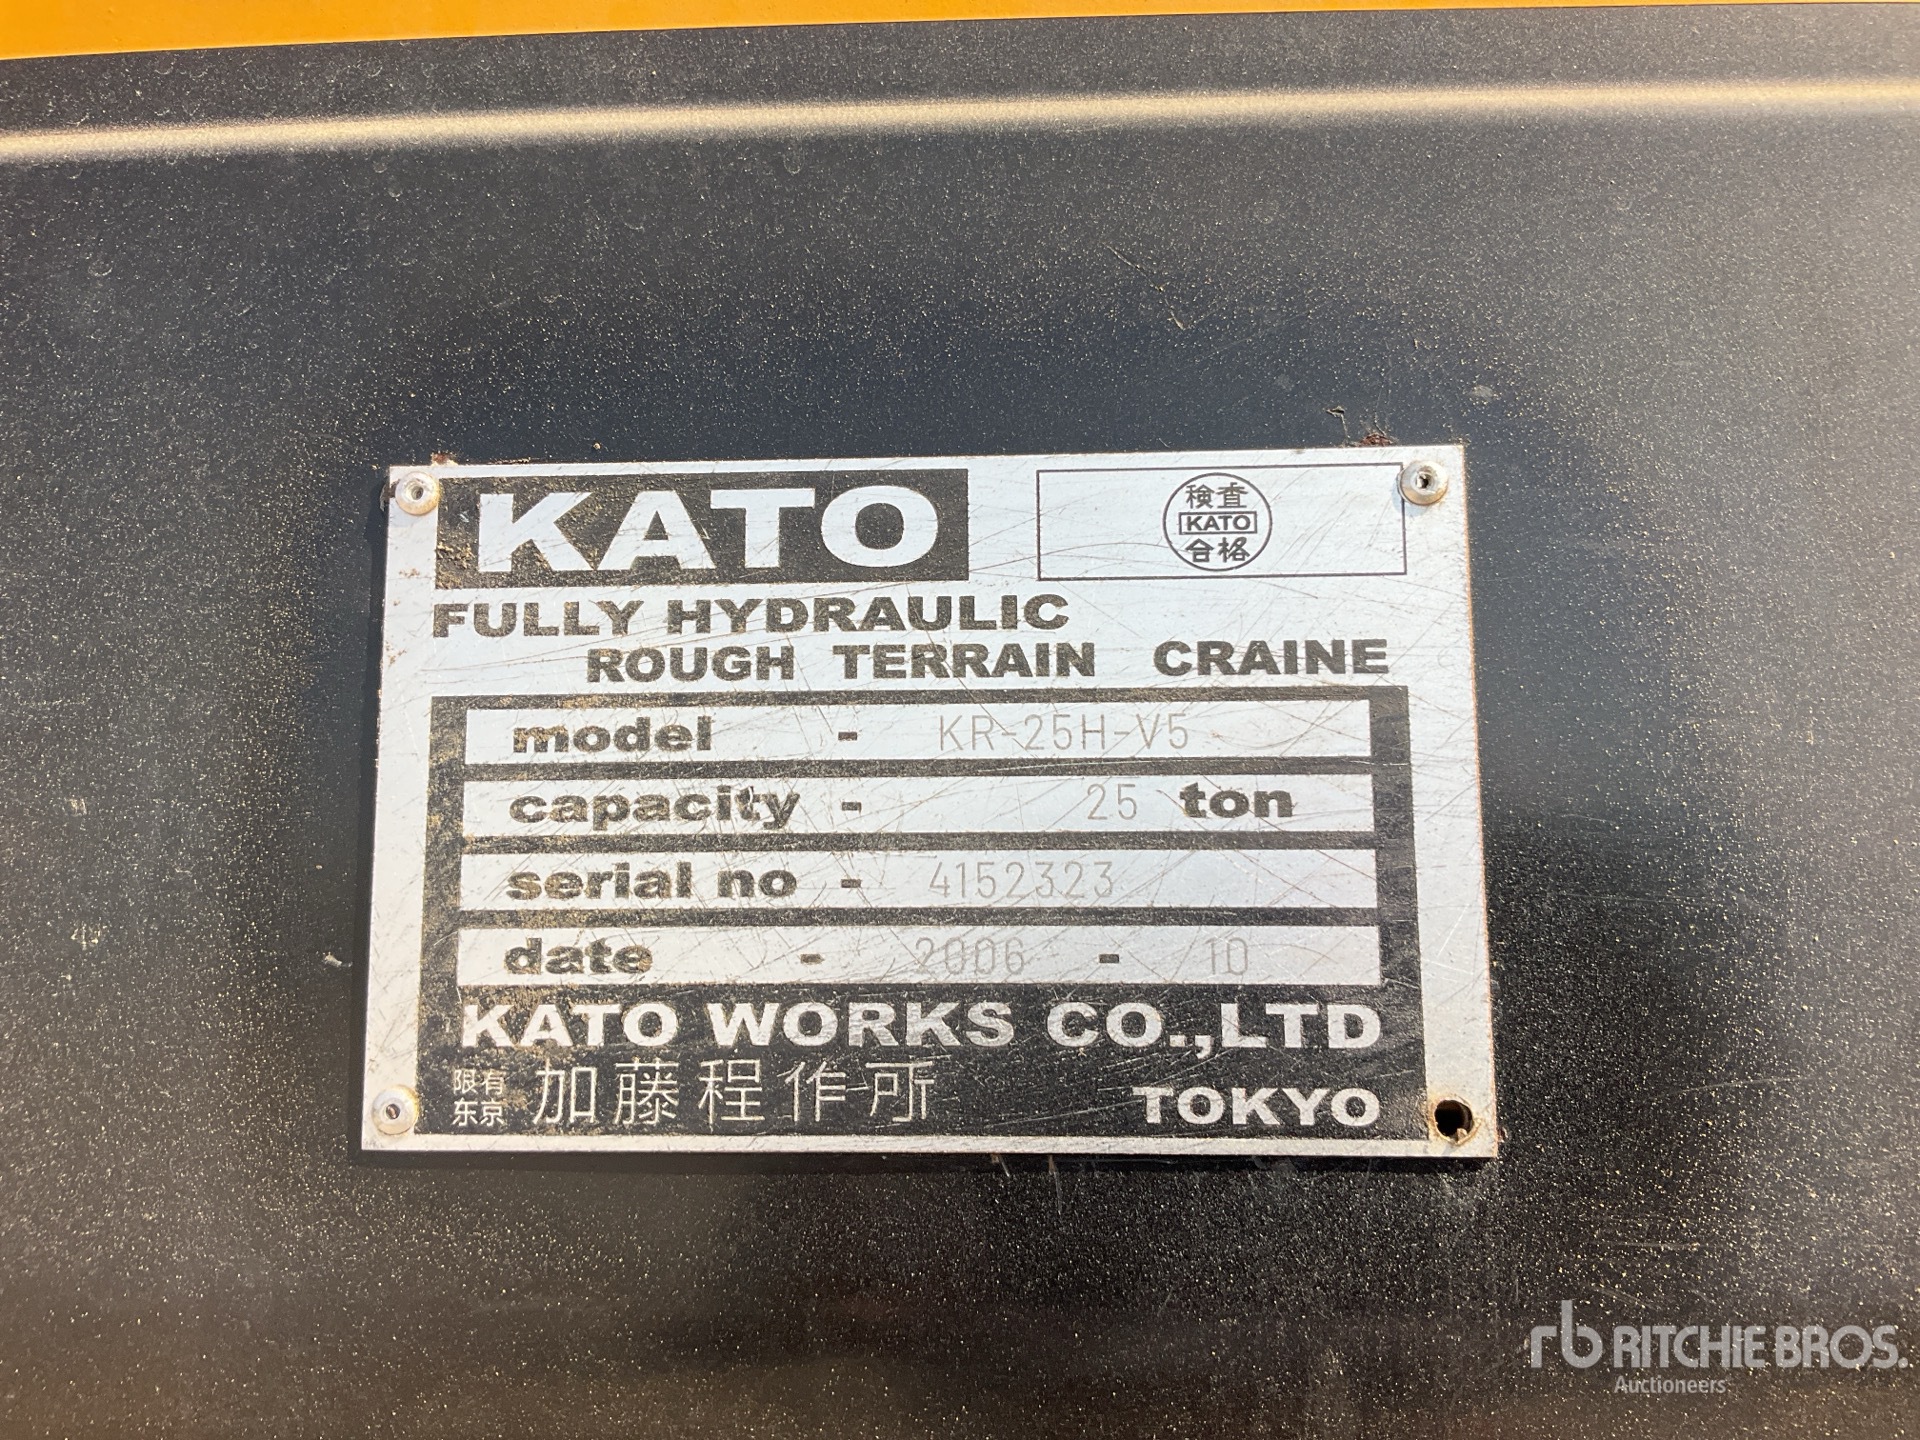 KATO
検査
KATO
合格
FULLY HYDRAULIC
ROUGH TERRAIN CRAINE
model - KR-25H-V5
capacity - 25 ton
serial no - 4152323
date - 2006 - 10
KATO WORKS CO.,LTD
限有
东京 加藤程作所 TOKYO
rb RITCHIE BROS.
Auctioneers